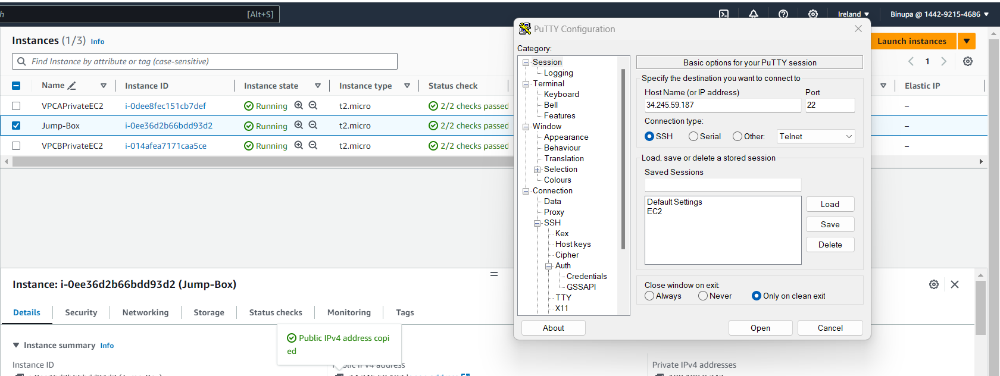 h
[Alt+S]
Ireland
Binupa @ 1442-9215-4686
Instances (1/3) Info
Launch instances
Find Instance by attribute or tag (case-sensitive)
1
Name
Instance ID
Instance state
Instance type
Status check
Elastic IP
VPCAPrivateEC2
i-0dee8fec151cb7def
Running
t2.micro
2/2 checks passed
–
Jump-Box
i-0ee36d2b66bdd93d2
Running
t2.micro
2/2 checks passed
–
VPCBPrivateEC2
i-014afea7171caa5ce
Running
t2.micro
2/2 checks passed
–
PuTTY Configuration
Category:
Session
Logging
Terminal
Keyboard
Bell
Features
Window
Appearance
Behaviour
Translation
Selection
Colours
Connection
Data
Proxy
SSH
Kex
Host keys
Cipher
Auth
Credentials
GSSAPI
TTY
X11
Basic options for your PuTTY session
Specify the destination you want to connect to
Host Name (or IP address)
Port
34.245.59.187
22
Connection type:
SSH
Serial
Other:
Telnet
Load, save or delete a stored session
Saved Sessions
Default Settings
EC2
Load
Save
Delete
Close window on exit:
Always
Never
Only on clean exit
About
Open
Cancel
Instance: i-0ee36d2b66bdd93d2 (Jump-Box)
Details
Security
Networking
Storage
Status checks
Monitoring
Tags
Public IPv4 address copi
ed
Instance summary Info
Instance ID
Public IPv4 address
Private IPv4 addresses
i-0ee36d2b66bdd93d2 (Jump-Box)